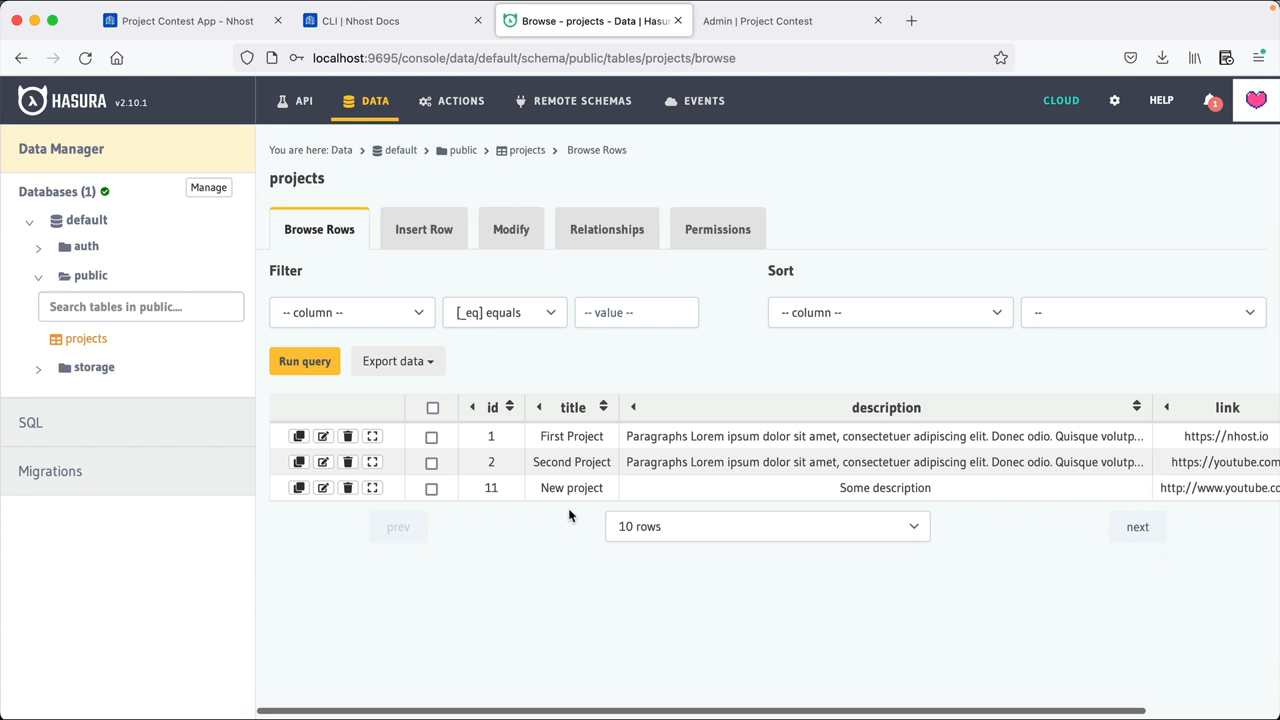 Project Contest App - Nhost
CLI | Nhost Docs
Browse - projects - Data | Hasur
Admin | Project Contest
localhost:9695/console/data/default/schema/public/tables/projects/browse
HASURA v2.10.1
API
DATA
ACTIONS
REMOTE SCHEMAS
EVENTS
CLOUD
HELP
1
Data Manager
Databases (1)
Manage
default
auth
public
Search tables in public....
projects
storage
SQL
Migrations
You are here: Data > default > public > projects > Browse Rows
projects
Browse Rows
Insert Row
Modify
Relationships
Permissions
Filter
Sort
-- column --
[_eq] equals
-- value --
-- column --
--
Run query
Export data
id title description link
1 First Project Paragraphs Lorem ipsum dolor sit amet, consectetuer adipiscing elit. Donec odio. Quisque volutp... https://nhost.io
2 Second Project Paragraphs Lorem ipsum dolor sit amet, consectetuer adipiscing elit. Donec odio. Quisque volutp... https://youtube.com
11 New project Some description http://www.youtube.co
prev
10 rows
next